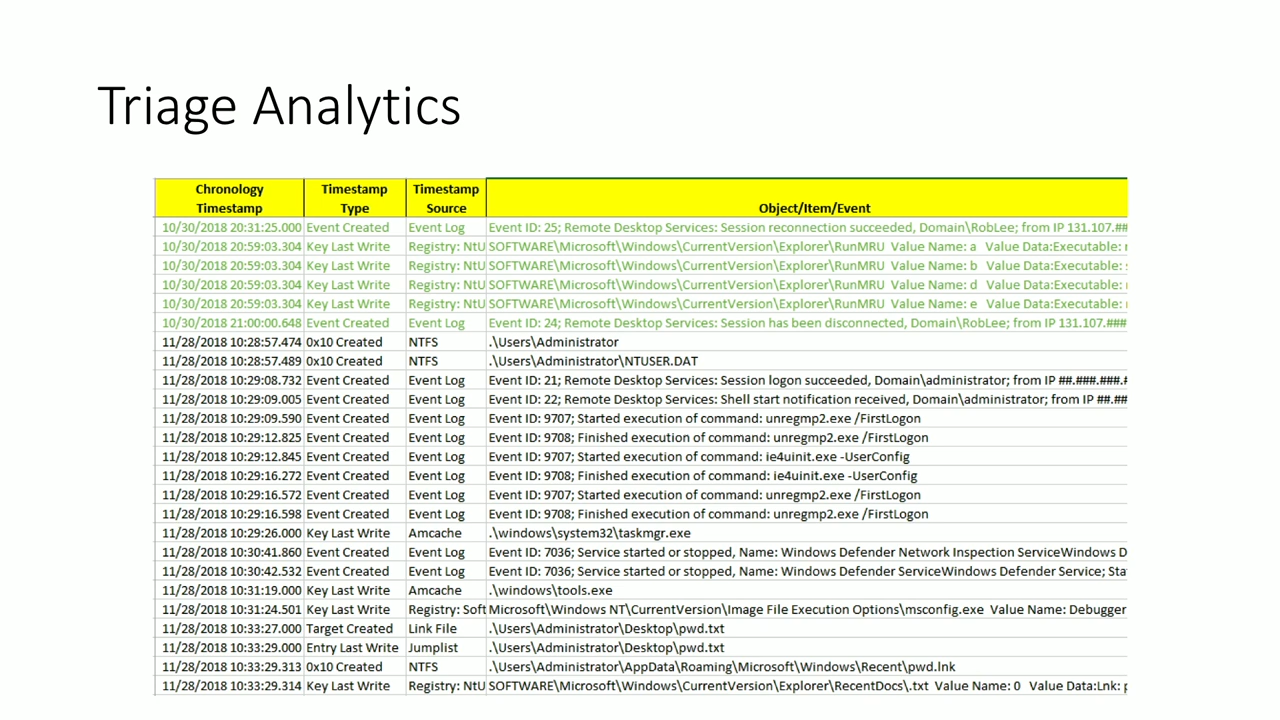 Triage Analytics
Chronology Timestamp Timestamp Type Timestamp Source Object/Item/Event
10/30/2018 20:31:25.000 Event Created Event Log Event ID: 25; Remote Desktop Services: Session reconnection succeeded, Domain\RobLee; from IP 131.107.##
10/30/2018 20:59:03.304 Key Last Write Registry: NtU SOFTWARE\Microsoft\Windows\CurrentVersion\Explorer\RunMRU Value Name: a Value Data:Executable:
10/30/2018 20:59:03.304 Key Last Write Registry: NtU SOFTWARE\Microsoft\Windows\CurrentVersion\Explorer\RunMRU Value Name: b Value Data:Executable:
10/30/2018 20:59:03.304 Key Last Write Registry: NtU SOFTWARE\Microsoft\Windows\CurrentVersion\Explorer\RunMRU Value Name: d Value Data:Executable:
10/30/2018 20:59:03.304 Key Last Write Registry: NtU SOFTWARE\Microsoft\Windows\CurrentVersion\Explorer\RunMRU Value Name: e Value Data:Executable:
10/30/2018 21:00:00.648 Event Created Event Log Event ID: 24; Remote Desktop Services: Session has been disconnected, Domain\RobLee; from IP 131.107.###
11/28/2018 10:28:57.474 0x10 Created NTFS .\Users\Administrator
11/28/2018 10:28:57.489 0x10 Created NTFS .\Users\Administrator\NTUSER.DAT
11/28/2018 10:29:08.732 Event Created Event Log Event ID: 21; Remote Desktop Services: Session logon succeeded, Domain\administrator; from IP ##.###.###.#
11/28/2018 10:29:09.005 Event Created Event Log Event ID: 22; Remote Desktop Services: Shell start notification received, Domain\administrator; from IP ##.##
11/28/2018 10:29:09.590 Event Created Event Log Event ID: 9707; Started execution of command: unregmp2.exe /FirstLogon
11/28/2018 10:29:12.825 Event Created Event Log Event ID: 9708; Finished execution of command: unregmp2.exe /FirstLogon
11/28/2018 10:29:12.845 Event Created Event Log Event ID: 9707; Started execution of command: ie4uinit.exe -UserConfig
11/28/2018 10:29:16.272 Event Created Event Log Event ID: 9708; Finished execution of command: ie4uinit.exe -UserConfig
11/28/2018 10:29:16.572 Event Created Event Log Event ID: 9707; Started execution of command: unregmp2.exe /FirstLogon
11/28/2018 10:29:16.598 Event Created Event Log Event ID: 9708; Finished execution of command: unregmp2.exe /FirstLogon
11/28/2018 10:29:26.000 Key Last Write Amcache .\windows\system32\taskmgr.exe
11/28/2018 10:30:41.860 Event Created Event Log Event ID: 7036; Service started or stopped, Name: Windows Defender Network Inspection ServiceWindows D
11/28/2018 10:30:42.532 Event Created Event Log Event ID: 7036; Service started or stopped, Name: Windows Defender ServiceWindows Defender Service; Sta
11/28/2018 10:31:19.000 Key Last Write Amcache .\windows\tools.exe
11/28/2018 10:31:24.501 Key Last Write Registry: Soft Microsoft\Windows NT\CurrentVersion\Image File Execution Options\msconfig.exe Value Name: Debugger
11/28/2018 10:33:27.000 Target Created Link File .\Users\Administrator\Desktop\pwd.txt
11/28/2018 10:33:29.000 Entry Last Write Jumplist .\Users\Administrator\Desktop\pwd.txt
11/28/2018 10:33:29.313 0x10 Created NTFS .\Users\Administrator\AppData\Roaming\Microsoft\Windows\Recent\pwd.lnk
11/28/2018 10:33:29.314 Key Last Write Registry: NtU SOFTWARE\Microsoft\Windows\CurrentVersion\Explorer\RecentDocs\.txt Value Name: 0 Value Data:Lnk: